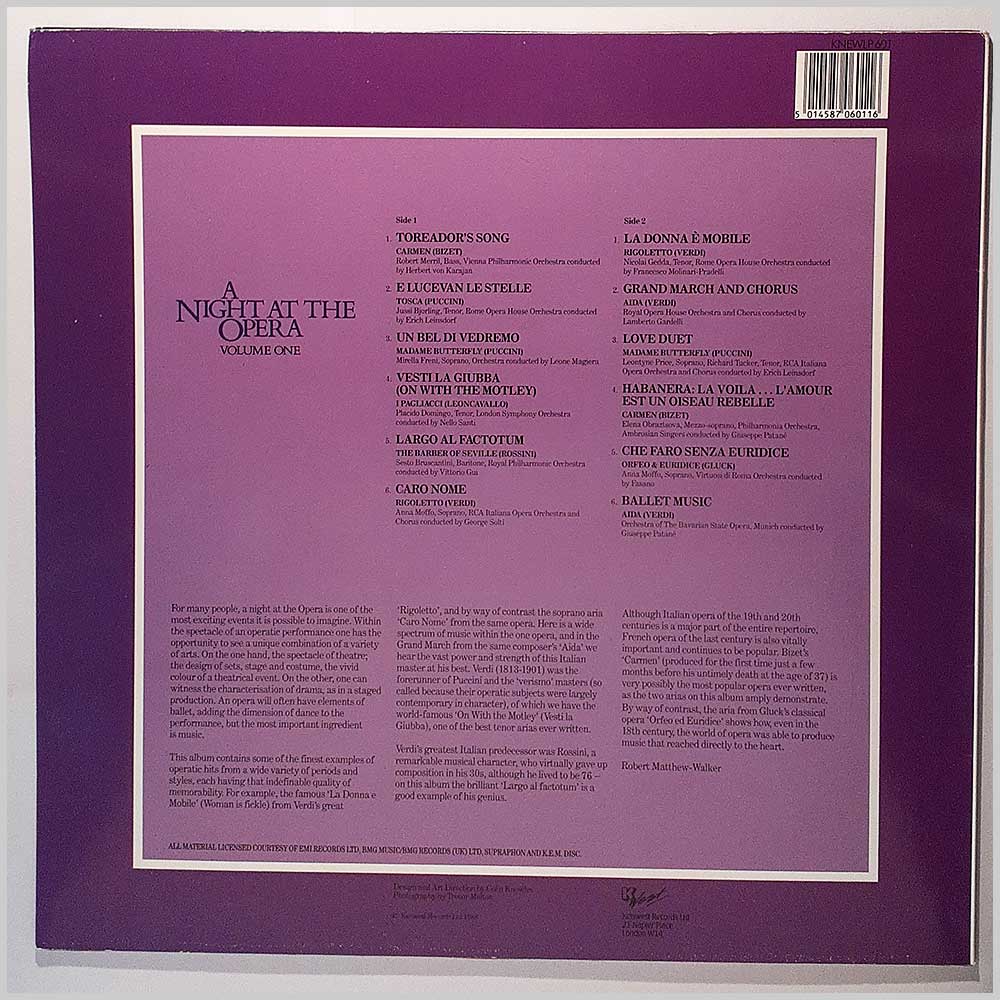 KNEWLP 601
5 014587 060116
A
NIGHT AT THE
OPERA
VOLUME ONE
Side 1
1. TOREADOR'S SONG
CARMEN (BIZET)
Robert Merril, Bass, Vienna Philharmonic Orchestra conducted
by Herbert von Karajan
2. E LUCEVAN LE STELLE
TOSCA (PUCCINI)
Jussi Bjorling, Tenor, Rome Opera House Orchestra conducted
by Erich Leinsdorf
3. UN BEL DI VEDREMO
MADAME BUTTERFLY (PUCCINI)
Mirella Freni, Soprano, Orchestra conducted by Leone Magiera
4. VESTI LA GIUBBA
(ON WITH THE MOTLEY)
I PAGLIACCI (LEONCAVALLO)
Placido Domingo, Tenor, London Symphony Orchestra
conducted by Nello Santi
5. LARGO AL FACTOTUM
THE BARBER OF SEVILLE (ROSSINI)
Sesto Bruscantini, Baritone, Royal Philharmonic Orchestra
conducted by Vittorio Gus
6. CARO NOME
RIGOLETTO (VERDI)
Anna Moffo, Soprano, RCA Italiana Opera Orchestra and
Chorus conducted by George Solti
Side 2
1. LA DONNA È MOBILE
RIGOLETTO (VERDI)
Nicolai Gedda, Tenor, Rome Opera House Orchestra conducted
by Francesco Molinari-Pradelli
2. GRAND MARCH AND CHORUS
AIDA (VERDI)
Royal Opera House Orchestra and Chorus conducted by
Lamberto Gardelli
3. LOVE DUET
MADAME BUTTERFLY (PUCCINI)
Leontyne Price, Soprano, Richard Tucker, Tenor, RCA Italiana
Opera Orchestra and Chorus conducted by Erich Leinsdorf
4. HABANERA: LA VOILA... L'AMOUR
EST UN OISEAU REBELLE
CARMEN (BIZET)
Elena Obraztsova, Mezzo-soprano, Philharmonia Orchestra,
Ambrosian Singers conducted by Giuseppe Patané
5. CHE FARO SENZA EURIDICE
ORFEO & EURIDICE (GLUCK)
Anna Moffo, Soprano, Virtuosi di Roma Orchestra conducted
by Fasano
6. BALLET MUSIC
AIDA (VERDI)
Orchestra of The Bavarian State Opera, Munich conducted by
Giuseppe Patané
For many people, a night at the Opera is one of the
most exciting events it is possible to imagine. Within
the spectacle of an operatic performance one has the
opportunity to see a unique combination of a variety
of arts. On the one hand, the spectacle of theatre;
the design of sets, stage and costume, the vivid
colour of a theatrical event. On the other, one can
witness the characterisation of drama, as in a staged
production. An opera will often have elements of
ballet, adding the dimension of dance to the
performance, but the most important ingredient
is music.
This album contains some of the finest examples of
operatic hits from a wide variety of periods and
styles, each having that indefinable quality of
memorability. For example, the famous 'La Donna e
Mobile' (Woman is fickle) from Verdi's great
'Rigoletto', and by way of contrast the soprano aria
'Caro Nome' from the same opera. Here is a wide
spectrum of music within the one opera, and in the
Grand March from the same composer's 'Aida' we
hear the vast power and strength of this Italian
master at his best. Verdi (1813-1901) was the
forerunner of Puccini and the 'verismo' masters (so
called because their operatic subjects were largely
contemporary in character), of which we have the
world-famous 'On With the Motley' (Vesti la
Giubba), one of the best tenor arias ever written.
Verdi's greatest Italian predecessor was Rossini, a
remarkable musical character, who virtually gave up
composition in his 30s, although he lived to be 76 –
on this album the brilliant 'Largo al factotum' is a
good example of his genius.
Although Italian opera of the 19th and 20th
centuries is a major part of the entire repertoire,
French opera of the last century is also vitally
important and continues to be popular. Bizet's
'Carmen' (produced for the first time just a few
months before his untimely death at the age of 37) is
very possibly the most popular opera ever written,
as the two arias on this album amply demonstrate.
By way of contrast, the aria from Gluck's classical
opera 'Orfeo ed Euridice' shows how, even in the
18th century, the world of opera was able to produce
music that reached directly to the heart.
Robert Matthew-Walker
ALL MATERIAL LICENSED COURTESY OF EMI RECORDS LTD, BMG MUSIC/BMG RECORDS (UK) LTD, SUPRAPHON AND K.E.M. DISC.
Design and Art Direction by Colin Knowles
Photography by Trevor Melton
Knowest Records Ltd
K West
Knowest Records Ltd
21 Napier Place
London W14